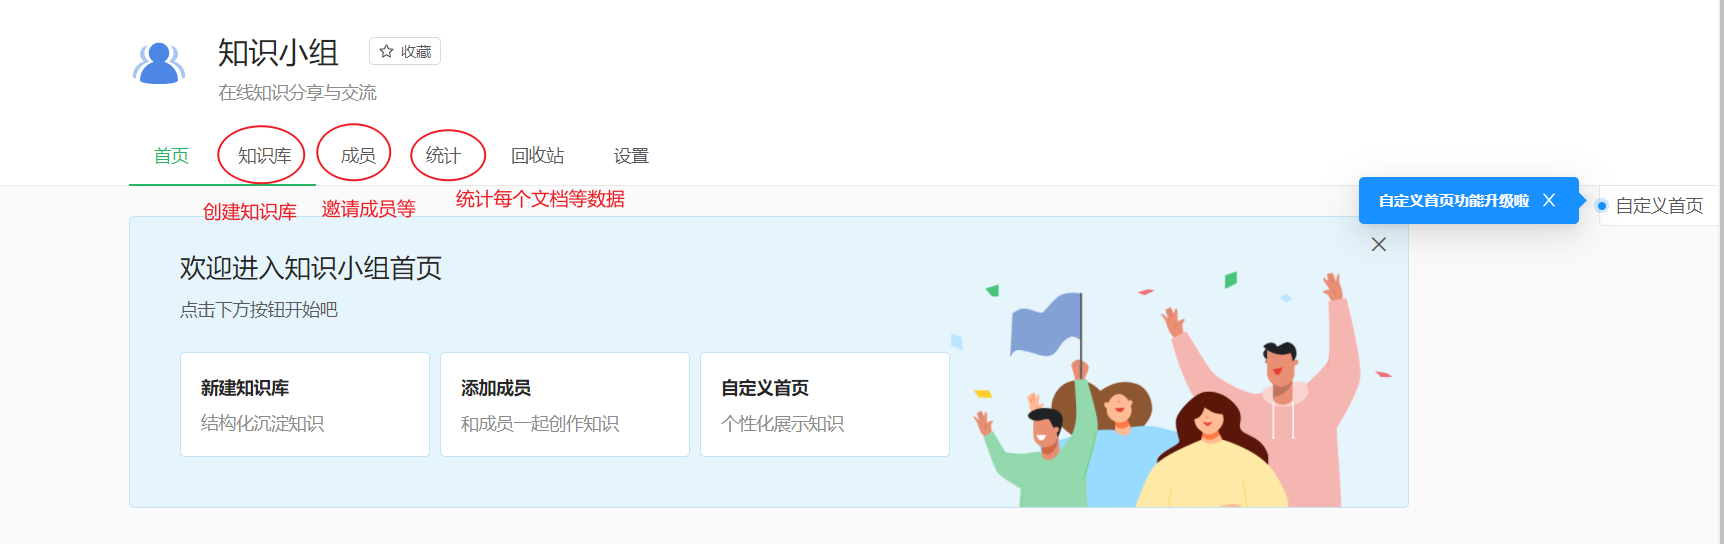 知识小组
收藏
在线知识分享与交流
首页 知识库 成员 统计 回收站 设置
创建知识库 邀请成员等 统计每个文档等数据
自定义首页功能升级啦 X
自定义首页
欢迎进入知识小组首页
点击下方按钮开始吧
新建知识库
结构化沉淀知识
添加成员
和成员一起创作知识
自定义首页
个性化展示知识